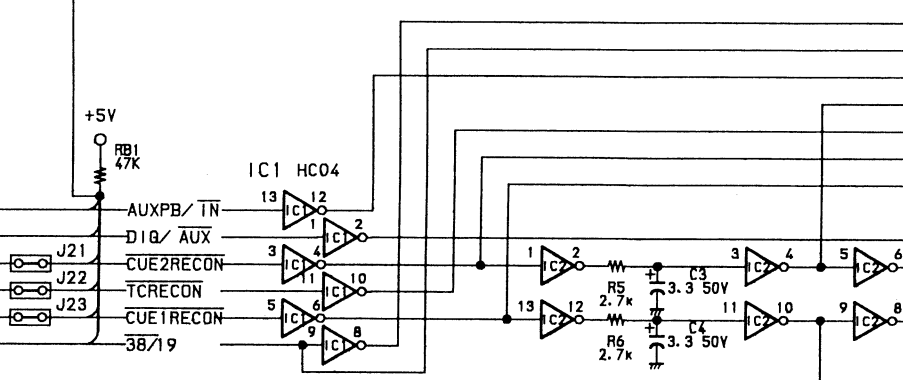 +5V
RB1
47K
IC1 HC04
13 12
AUXPB/ IN
IC1
1 2
DIG/ AUX
IC1
J21
3 4
CUE2RECON
IC1
1 2
IC2
3 4
IC2
5 6
IC2
J22
11 10
TCRECON
IC1
R5
2.7K
+
C3
3.3 50V
J23
5 6
CUE1RECON
IC1
13 12
IC2
11 10
IC2
9 8
IC2
9 8
38/19
IC1
R6
2.7K
+
C4
3.3 50V